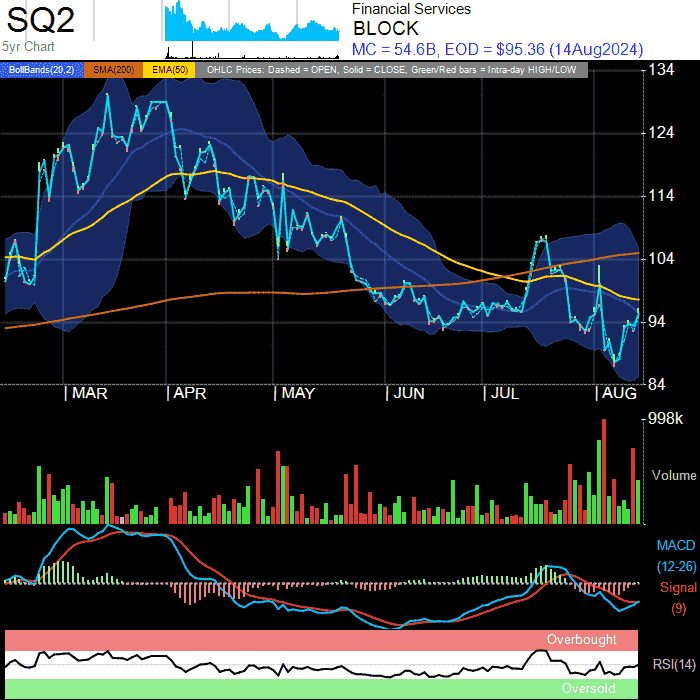 SQ2
5yr Chart
Financial Services
BLOCK
MC = 54.6B, EOD = $95.36 (14Aug2024)
BollBands(20,2) SMA(200) EMA(50) OHLC Prices: Dashed = OPEN, Solid = CLOSE, Green/Red bars = Intra-day HIGH/LOW
134
124
114
104
94
84
| MAR | APR | MAY | JUN | JUL | AUG
998k
Volume
MACD
(12-26)
Signal
(9)
Overbought
RSI(14)
Oversold